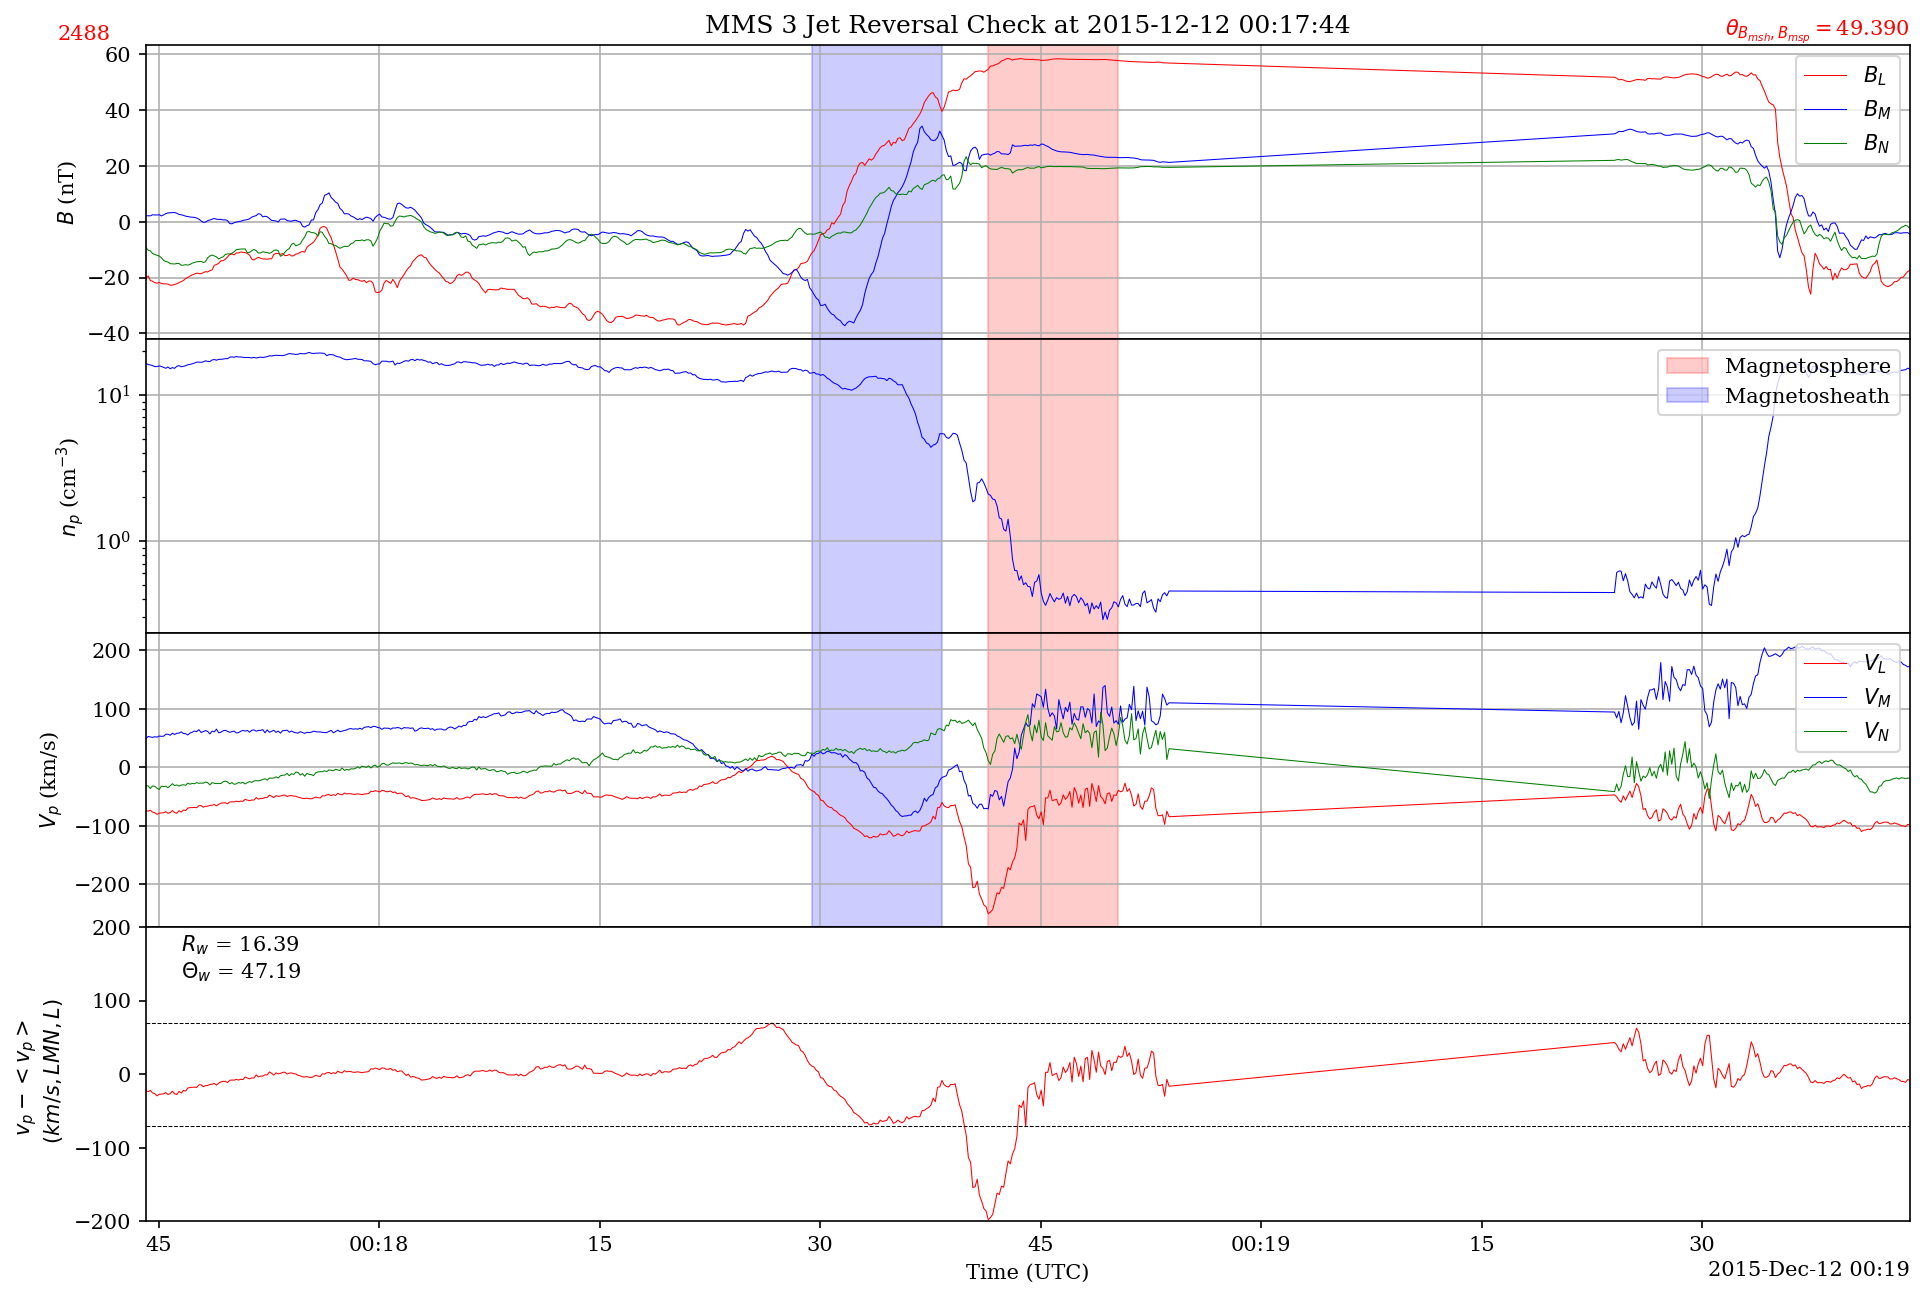 MMS 3 Jet Reversal Check at 2015-12-12 00:17:44
2488
θ_{B_{msh}, B_{msp}} = 49.390
60
40
20
0
−20
−40
B (nT)
B_L
B_M
B_N
10^1
10^0
n_p (cm^{−3})
Magnetosphere
Magnetosheath
200
100
0
−100
−200
V_p (km/s)
V_L
V_M
V_N
200
100
0
−100
−200
v_p − < v_p >
(km/s, LMN, L)
R_w = 16.39
Θ_w = 47.19
45 00:18 15 30 45 00:19 15 30
Time (UTC)
2015-Dec-12 00:19